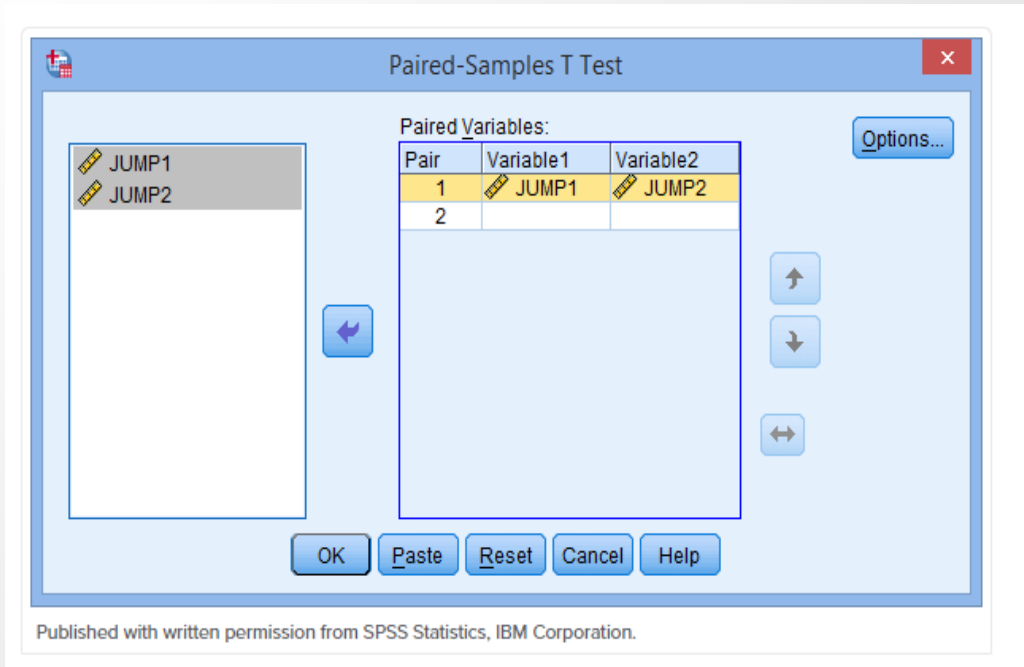 Paired-Samples T Test
Paired Variables:
Options...
JUMP1
JUMP2
Pair Variable1 Variable2
1 JUMP1 JUMP2
2
OK Paste Reset Cancel Help
Published with written permission from SPSS Statistics, IBM Corporation.